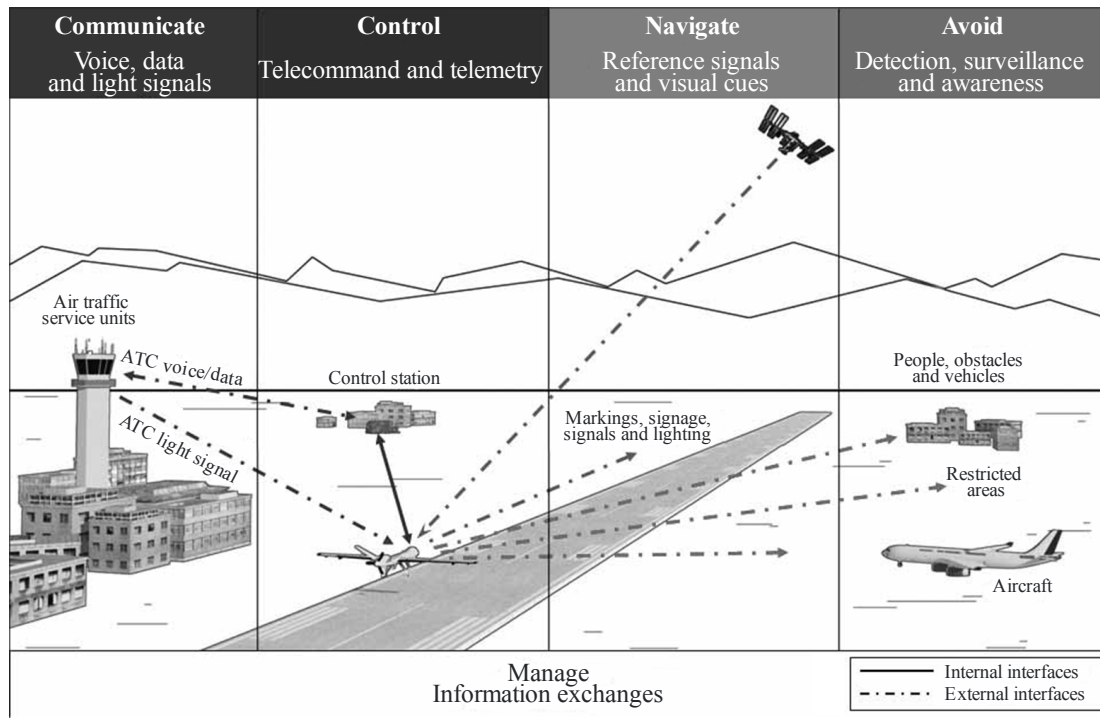 Communicate
Voice, data
and light signals
Control
Telecommand and telemetry
Navigate
Reference signals
and visual cues
Avoid
Detection, surveillance
and awareness
Air traffic
service units
ATC voice/data
ATC light signal
Control station
Markings, signage,
signals and lighting
People, obstacles
and vehicles
Restricted
areas
Aircraft
Manage
Information exchanges
Internal interfaces
External interfaces